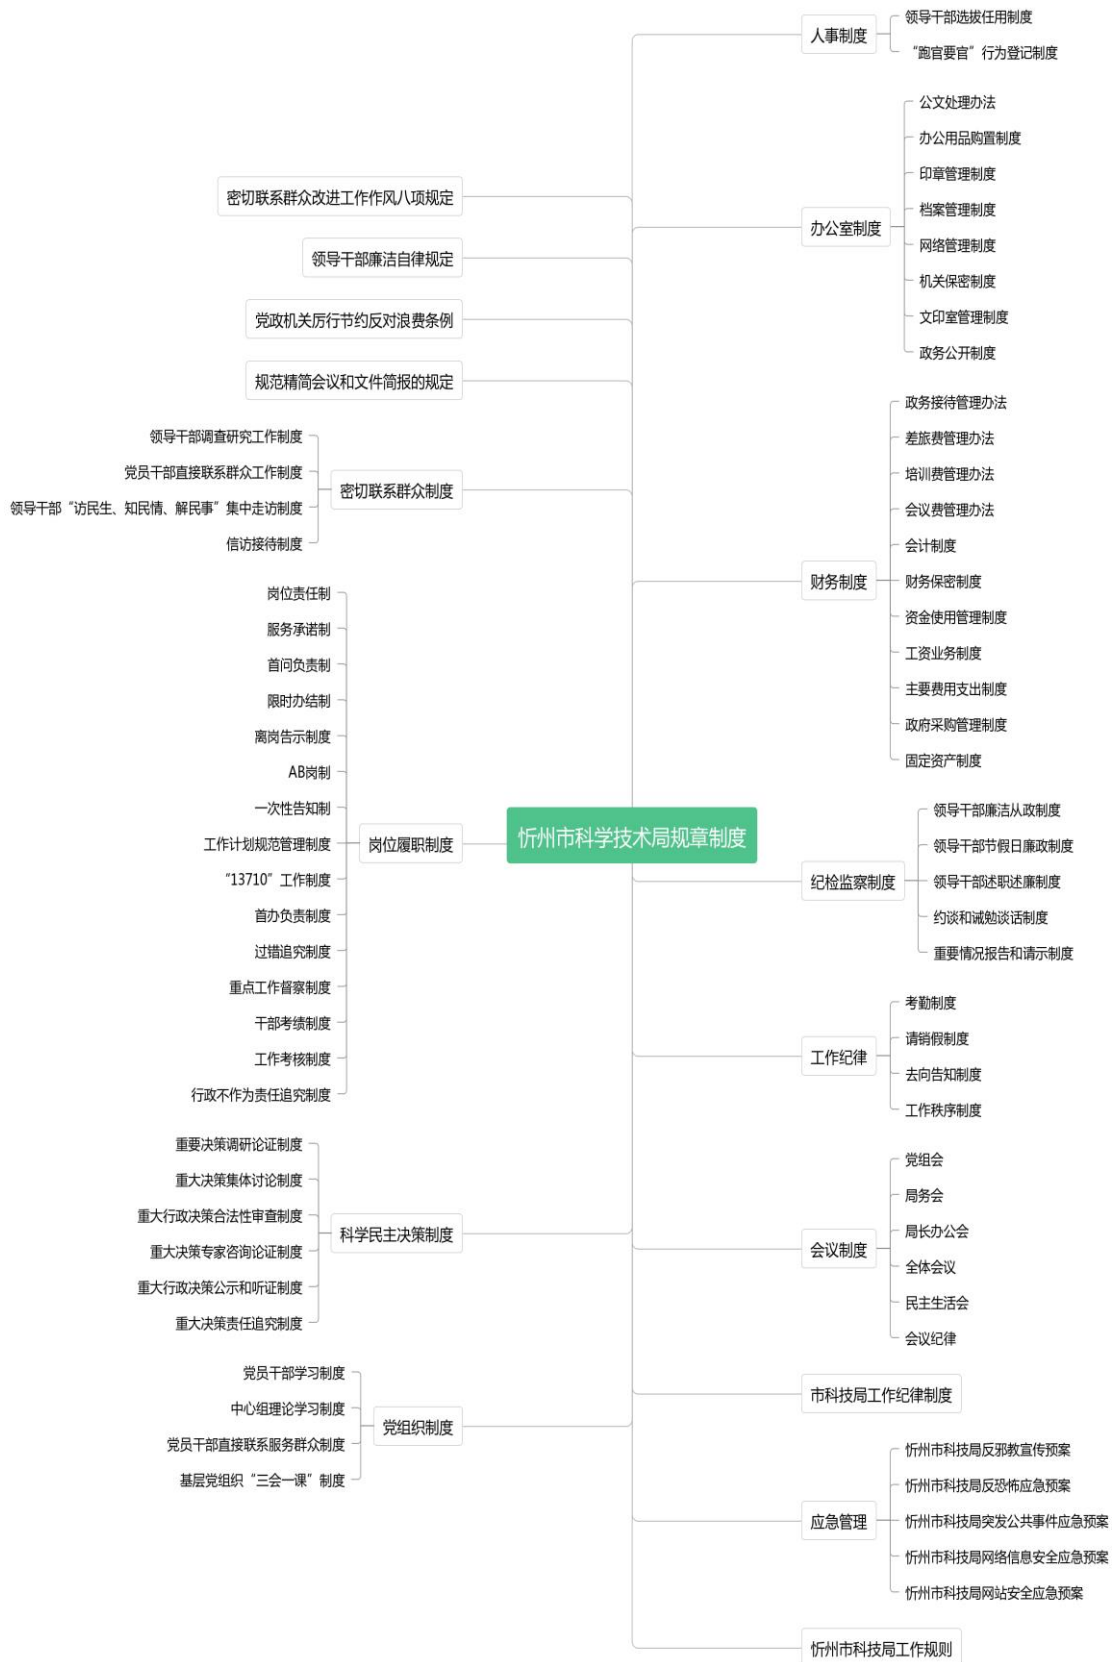 忻州市科学技术局规章制度
人事制度
领导干部选拔任用制度
“跑官要官”行为登记制度
办公室制度
公文处理办法
办公用品购置制度
印章管理制度
档案管理制度
网络管理制度
机关保密制度
文印室管理制度
政务公开制度
财务制度
政务接待管理办法
差旅费管理办法
培训费管理办法
会议费管理办法
会计制度
财务保密制度
资金使用管理制度
工资业务制度
主要费用支出制度
政府采购管理制度
固定资产制度
纪检监察制度
领导干部廉洁从政制度
领导干部节假日廉政制度
领导干部述职述廉制度
约谈和诫勉谈话制度
重要情况报告和请示制度
工作纪律
考勤制度
请销假制度
去向告知制度
工作秩序制度
会议制度
党组会
局务会
局长办公会
全体会议
民主生活会
会议纪律
市科技局工作纪律制度
应急管理
忻州市科技局反邪教宣传预案
忻州市科技局反恐怖应急预案
忻州市科技局突发公共事件应急预案
忻州市科技局网络信息安全应急预案
忻州市科技局网站安全应急预案
忻州市科技局工作规则
密切联系群众改进工作作风八项规定
领导干部廉洁自律规定
党政机关厉行节约反对浪费条例
规范精简会议和文件简报的规定
密切联系群众制度
领导干部调查研究工作制度
党员干部直接联系群众工作制度
领导干部“访民生、知民情、解民事”集中走访制度
信访接待制度
岗位履职制度
岗位责任制
服务承诺制
首问负责制
限时办结制
离岗告示制度
AB岗制
一次性告知制
工作计划规范管理制度
“13710”工作制度
首办负责制度
过错追究制度
重点工作督察制度
干部考绩制度
工作考核制度
行政不作为责任追究制度
科学民主决策制度
重要决策调研论证制度
重大决策集体讨论制度
重大行政决策合法性审查制度
重大决策专家咨询论证制度
重大行政决策公示和听证制度
重大决策责任追究制度
党组织制度
党员干部学习制度
中心组理论学习制度
党员干部直接联系服务群众制度
基层党组织“三会一课”制度